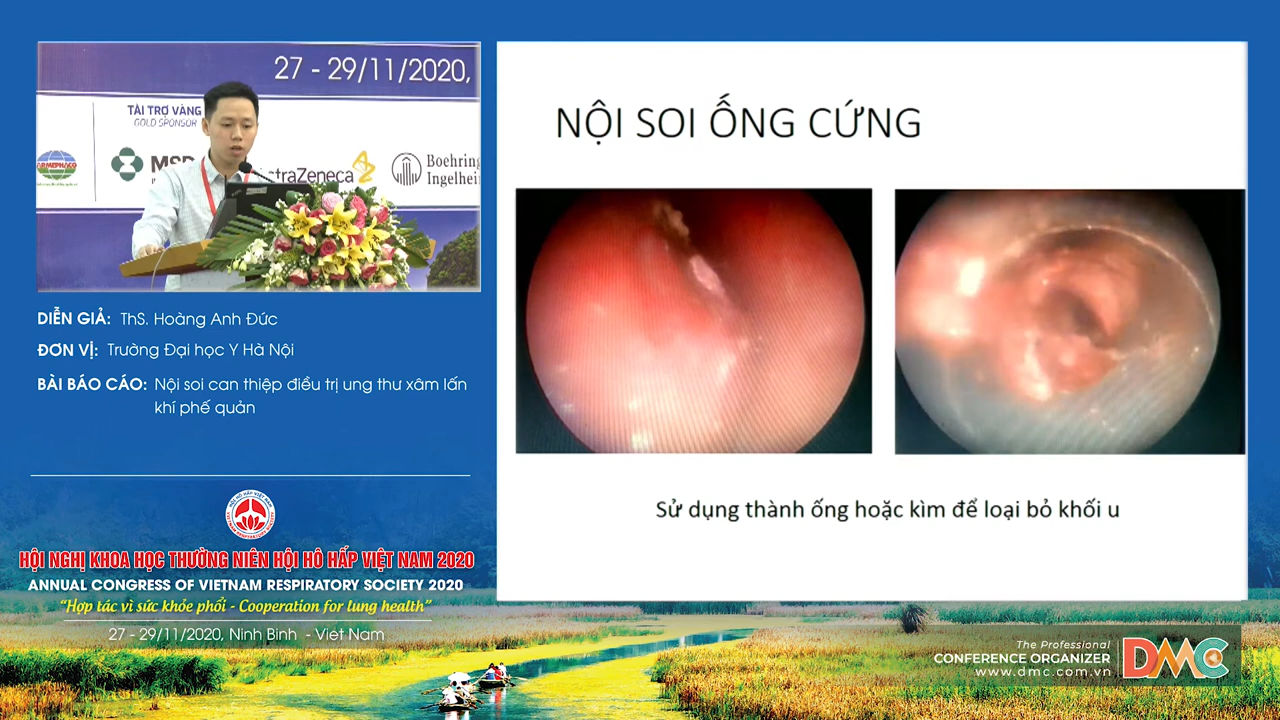 27 - 29/11/2020,
TÀI TRỢ VÀNG
GOLD SPONSOR
ARMEPHACO
MSD
straZeneca
Boehring
Ingelhei
DIỄN GIẢ: ThS. Hoàng Anh Đức
ĐƠN VỊ: Trường Đại học Y Hà Nội
BÀI BÁO CÁO: Nội soi can thiệp điều trị ung thư xâm lấn
khí phế quản
HỘI NGHỊ KHOA HỌC THƯỜNG NIÊN HỘI HÔ HẤP VIỆT NAM 2020
ANNUAL CONGRESS OF VIETNAM RESPIRATORY SOCIETY 2020
“Hợp tác vì sức khỏe phổi - Cooperation for lung health”
27 - 29/11/2020, Ninh Bình - Viet Nam
NỘI SOI ỐNG CỨNG
Sử dụng thành ống hoặc kìm để loại bỏ khối u
The Professional
CONFERENCE ORGANIZER
www.dmc.com.vn
DMC